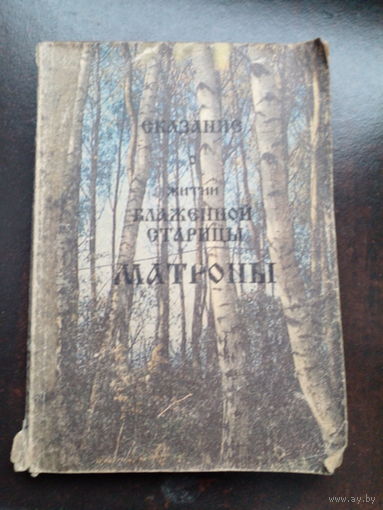 СКАЗАНИЕ
О
ЖИТИИ
БЛАЖЕННОЙ
СТАРИЦЫ
МАТРОНЫ
www.ay.by